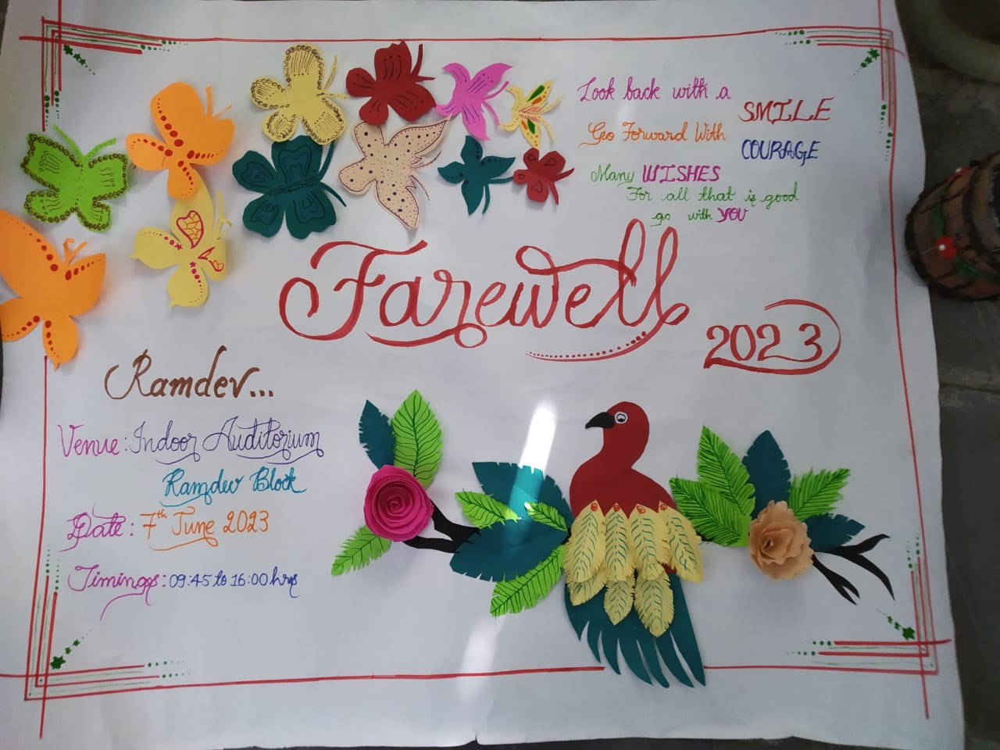 Look back with a SMILE
Go Forward With COURAGE
Many WISHES
For all that is good
go with YOU
Farewell
2023
Ramdev...
Venue: Indoor Auditorium
Ramdev Block
Date: 7th June 2023
Timings: 09:45 to 16:00 hrs